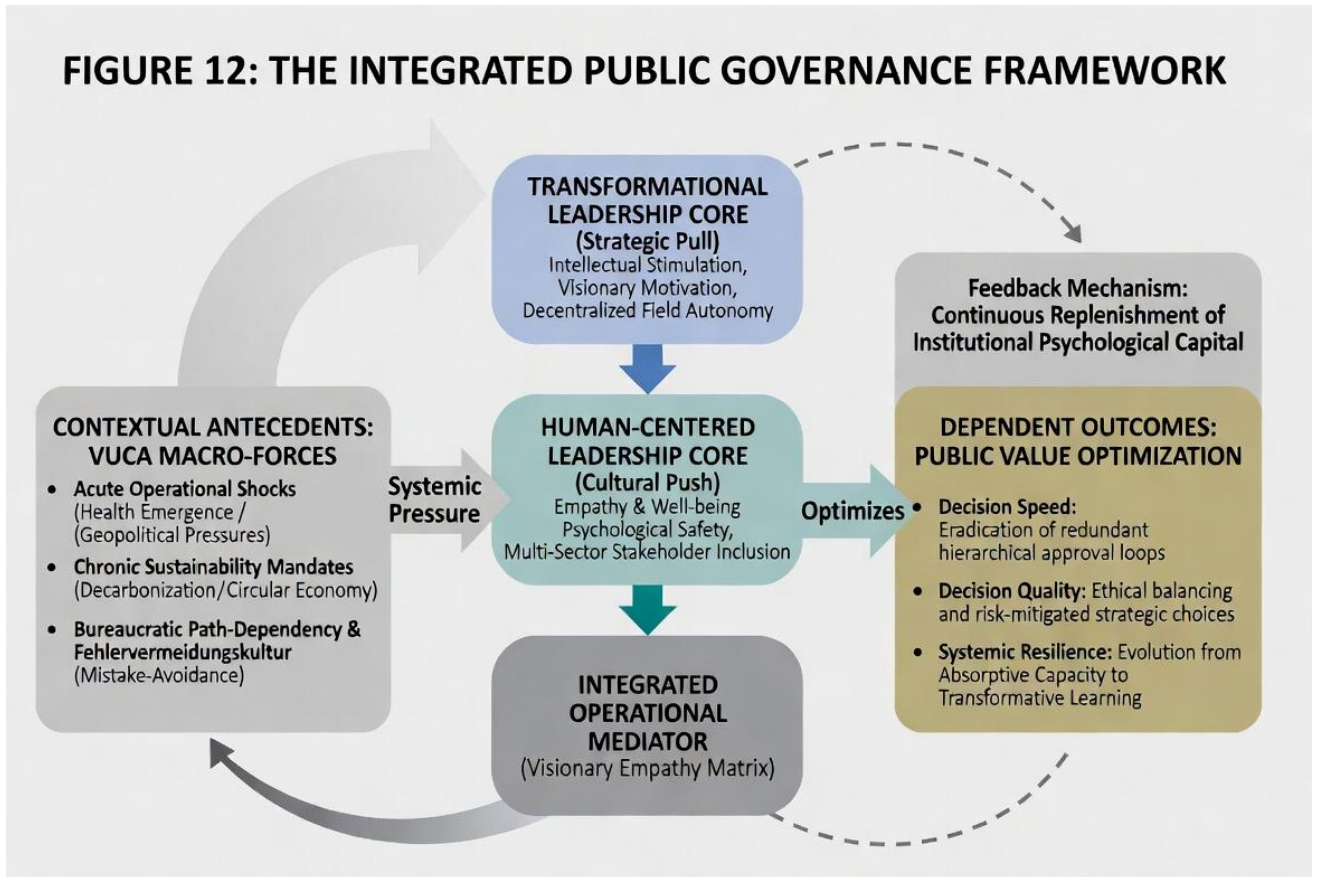 FIGURE 12: THE INTEGRATED PUBLIC GOVERNANCE FRAMEWORK
TRANSFORMATIONAL
LEADERSHIP CORE
(Strategic Pull)
Intellectual Stimulation,
Visionary Motivation,
Decentralized Field Autonomy
Feedback Mechanism:
Continuous Replenishment of
Institutional Psychological Capital
CONTEXTUAL ANTECEDENTS:
VUCA MACRO-FORCES
• Acute Operational Shocks
(Health Emergence /
(Geopolitical Pressures)
• Chronic Sustainability Mandates
(Decarbonization/Circular Economy)
• Bureaucratic Path-Dependency &
Fehlervermeidungskultur
(Mistake-Avoidance)
Systemic
Pressure
HUMAN-CENTERED
LEADERSHIP CORE
(Cultural Push)
Empathy & Well-being
Psychological Safety,
Multi-Sector Stakeholder Inclusion
Optimizes
DEPENDENT OUTCOMES:
PUBLIC VALUE OPTIMIZATION
• Decision Speed:
Eradication of redundant
hierarchical approval loops
• Decision Quality: Ethical balancing
and risk-mitigated strategic choices
• Systemic Resilience: Evolution from
Absorptive Capacity to
Transformative Learning
INTEGRATED
OPERATIONAL
MEDIATOR
(Visionary Empathy Matrix)